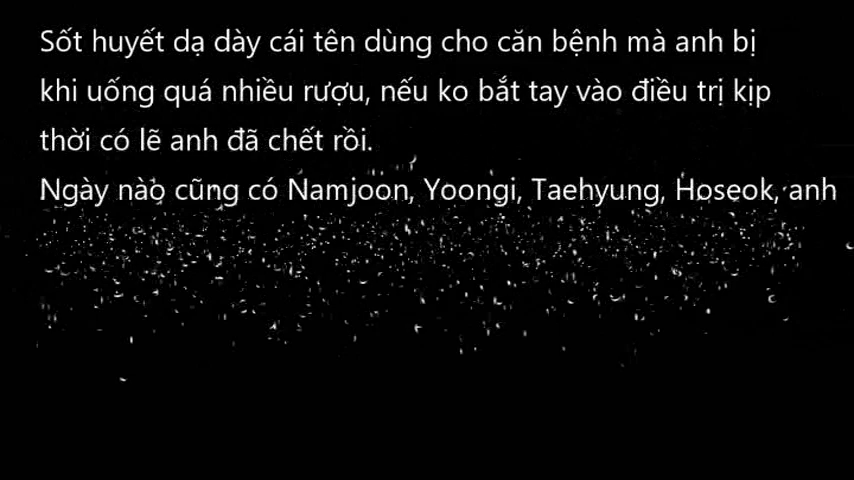 Sốt huyết dạ dày cái tên dùng cho căn bệnh mà anh bị
khi uống quá nhiều rượu, nếu ko bắt tay vào điều trị kịp
thời có lẽ anh đã chết rồi.
Ngày nào cũng có Namjoon, Yoongi, Taehyung, Hoseok, anh